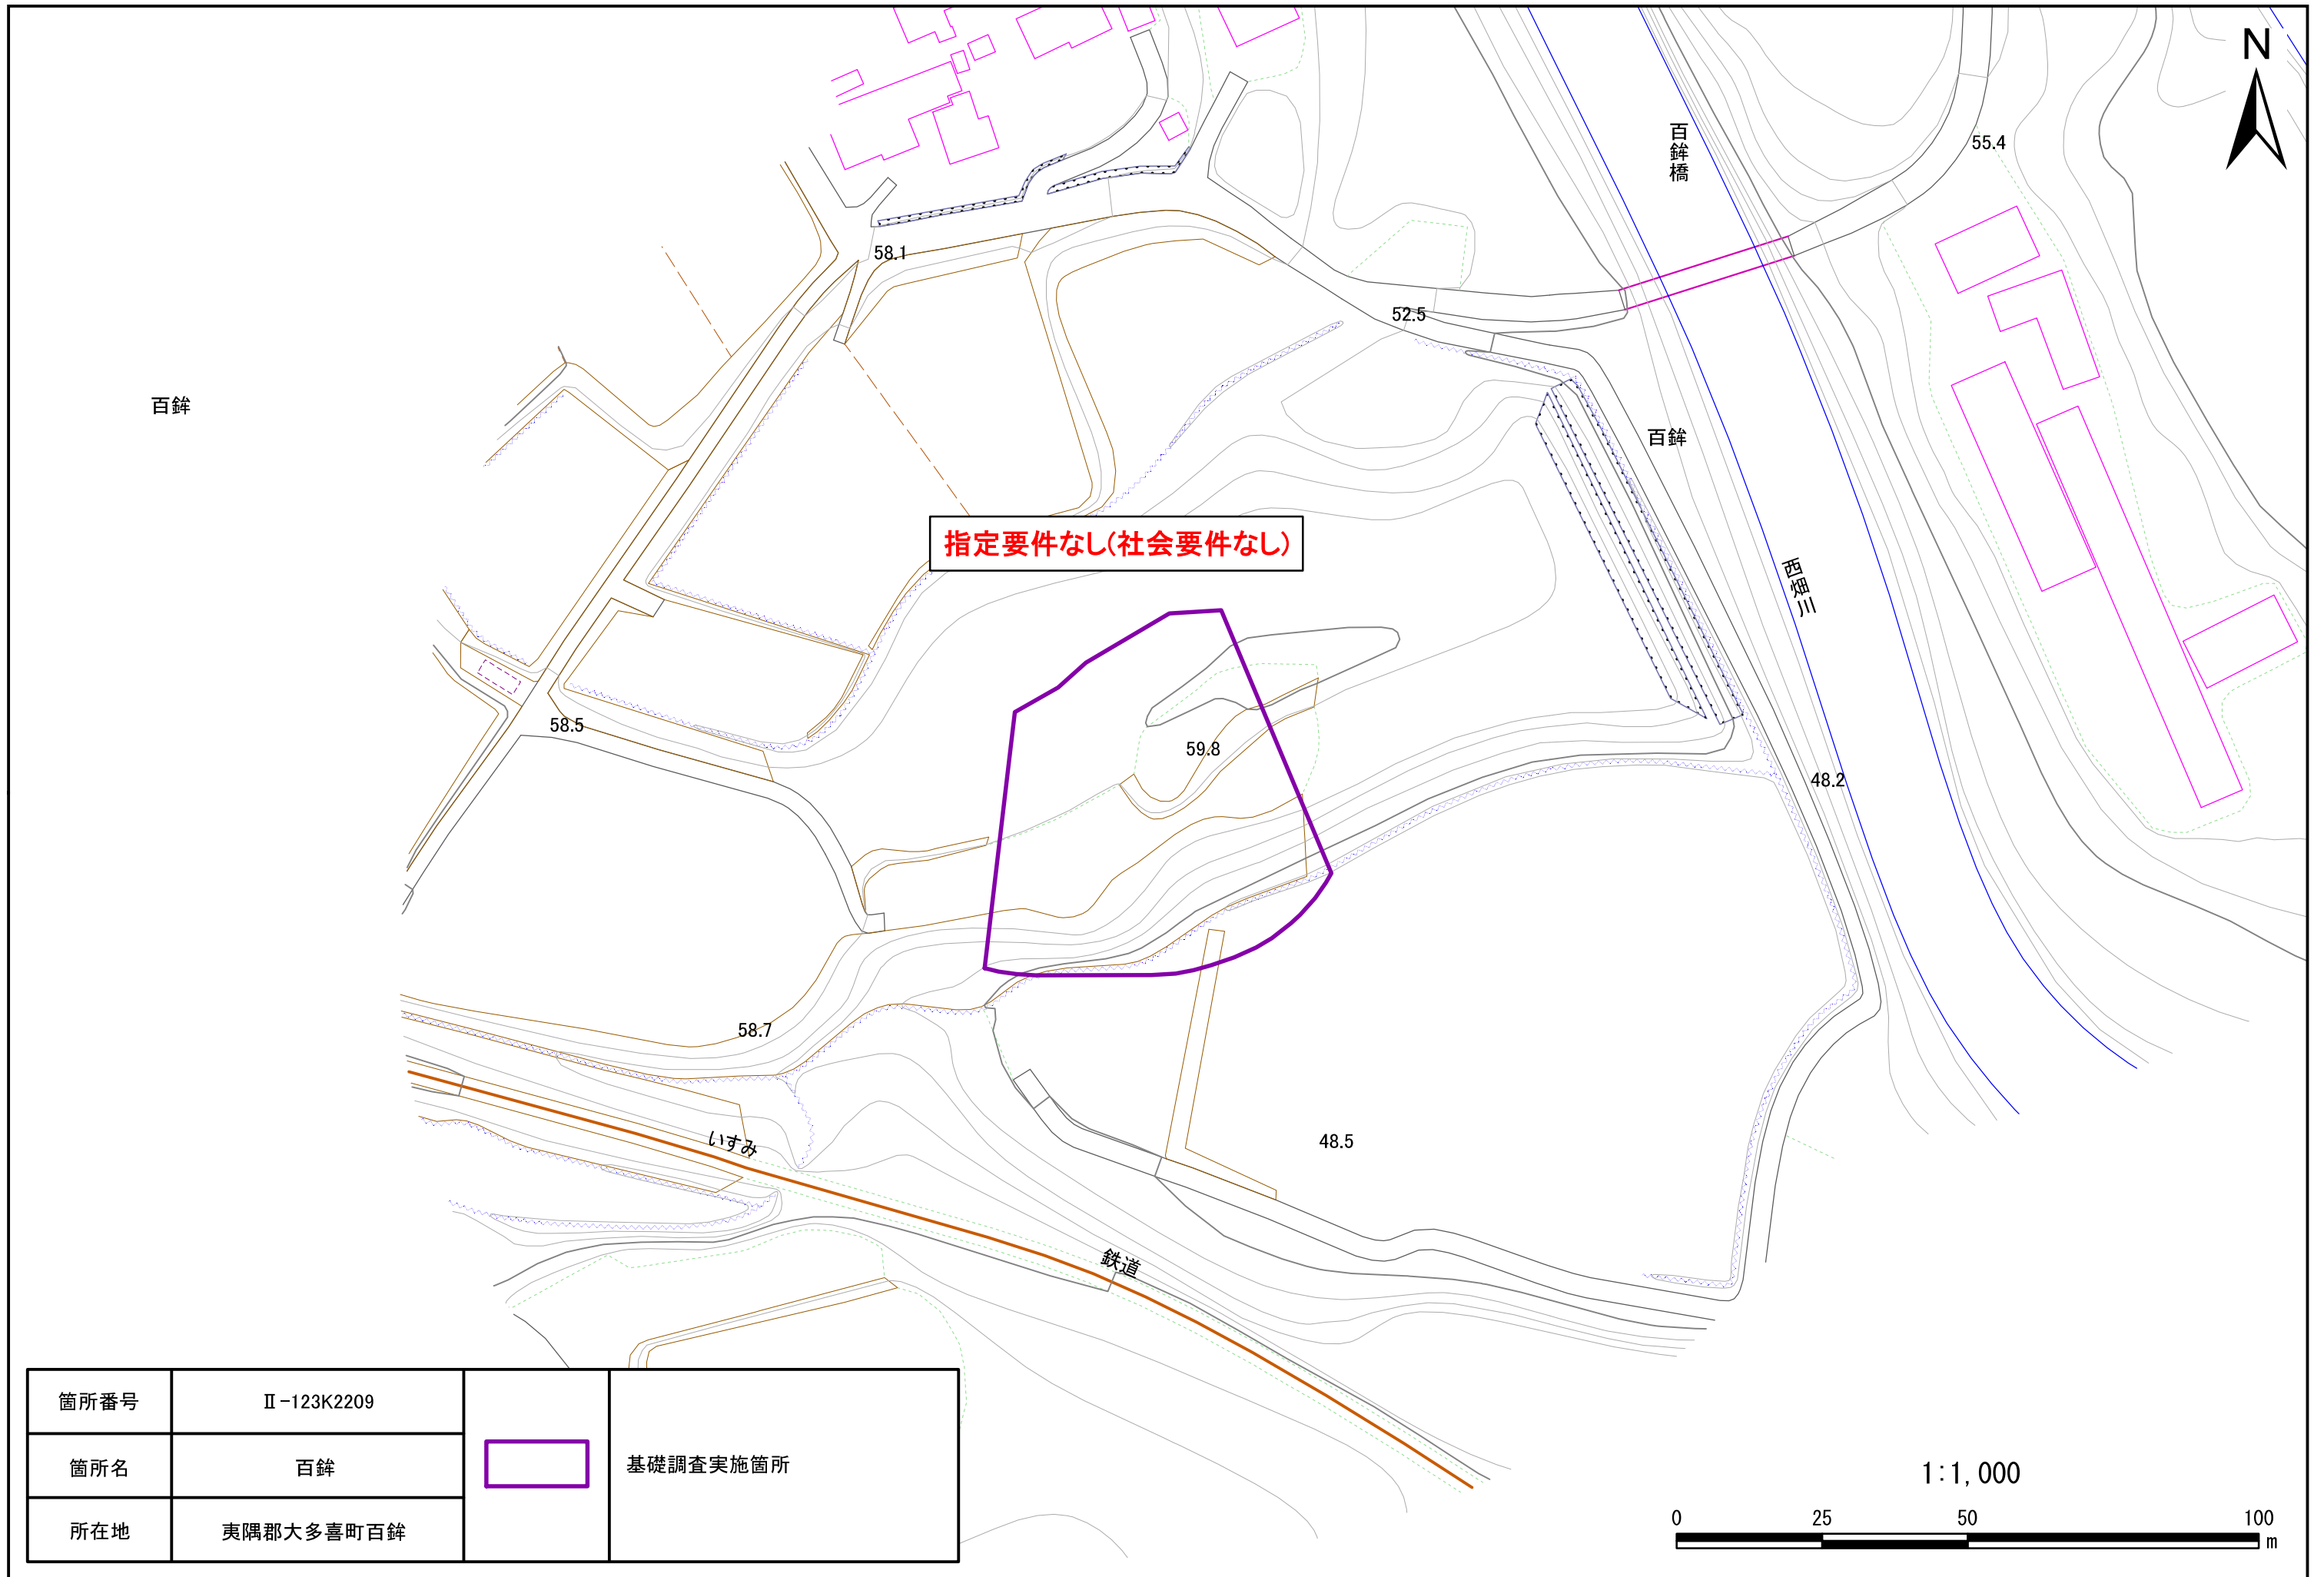 N
百鉾橋
55.4
58.1
52.5
百鉾
百鉾
指定要件なし(社会要件なし)
西畑川
58.5
59.8
48.2
58.7
いすみ
48.5
鉄道
箇所番号 Ⅱ-123K2209
箇所名 百鉾
所在地 夷隅郡大多喜町百鉾
基礎調査実施箇所
1:1,000
0 25 50 100
m